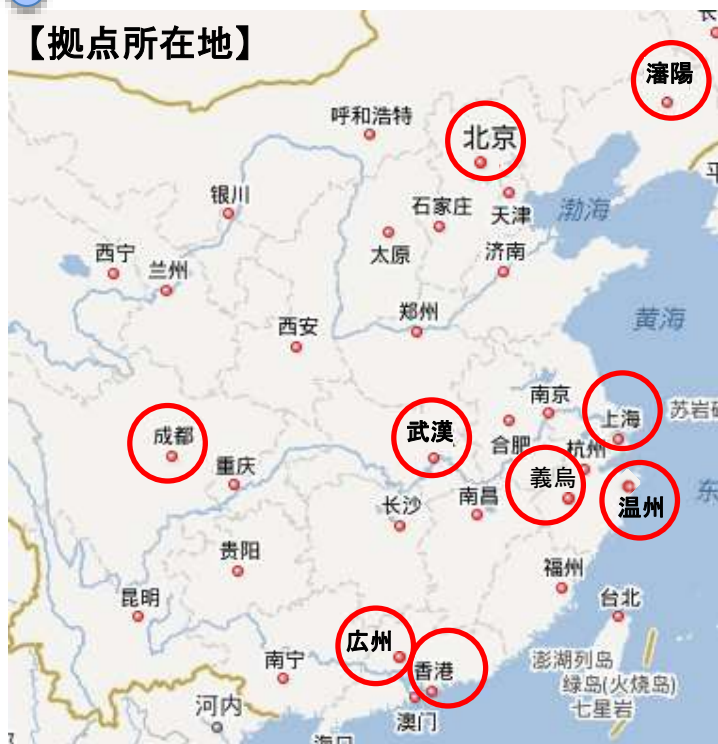 【拠点所在地】
瀋陽
呼和浩特
北京
银川
石家庄
天津
渤海
西宁
兰州
太原
济南
郑州
黄海
西安
南京
上海
苏岩
成都
武漢
合肥
杭州
重庆
義烏
长沙
南昌
温州
东
贵阳
福州
昆明
台北
広州
南宁
香港
澎湖列岛
绿岛(火烧岛)
七星岩
河内
澳门
海口